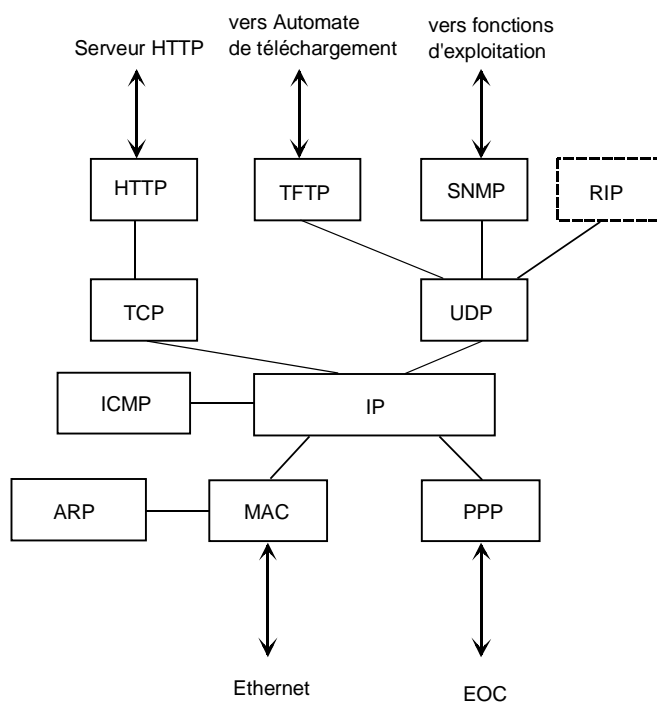 Serveur HTTP
vers Automate
de téléchargement
vers fonctions
d'exploitation
HTTP
TFTP
SNMP
RIP
TCP
UDP
ICMP
IP
ARP
MAC
PPP
Ethernet
EOC